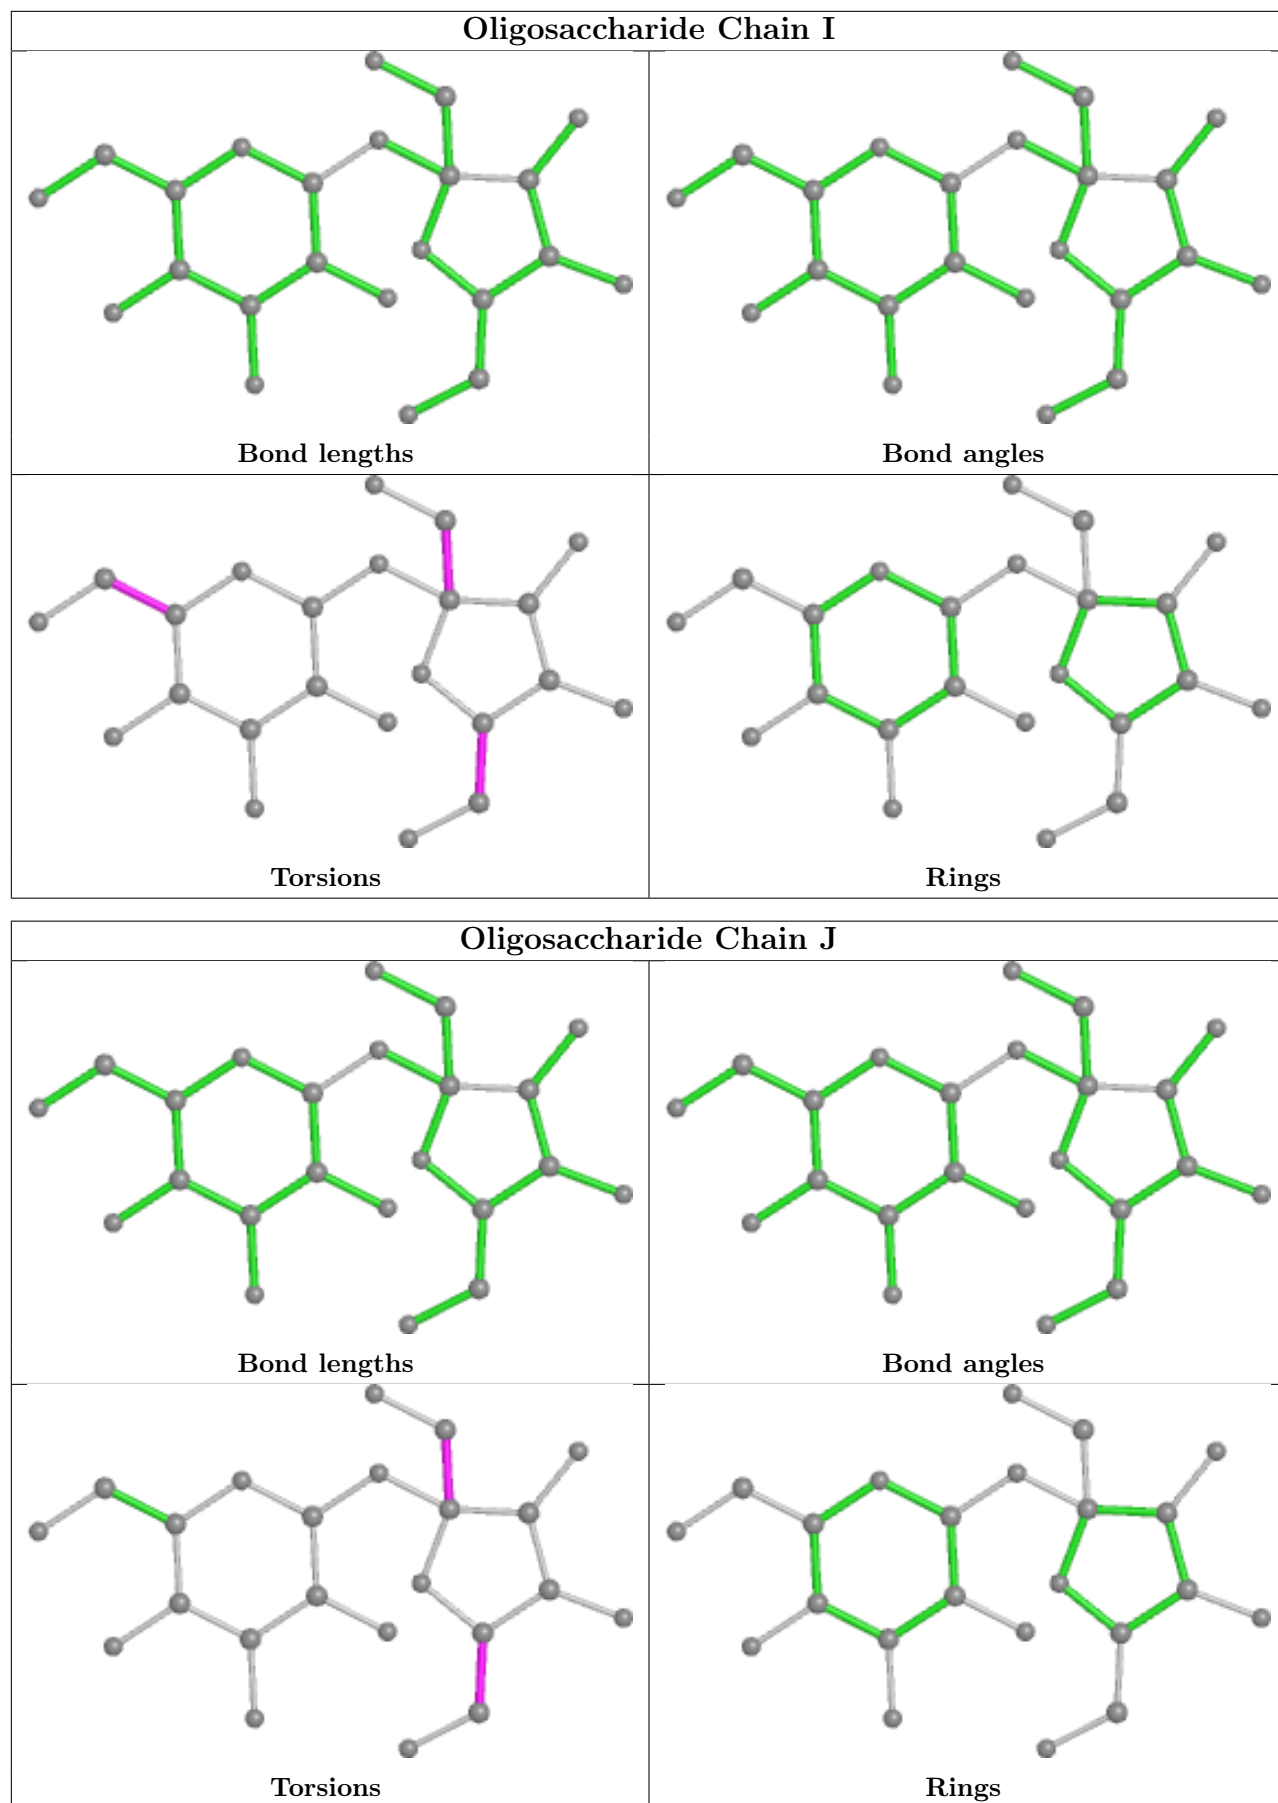 Oligosaccharide Chain I
Bond lengths
Bond angles
Torsions
Rings
Oligosaccharide Chain J
Bond lengths
Bond angles
Torsions
Rings